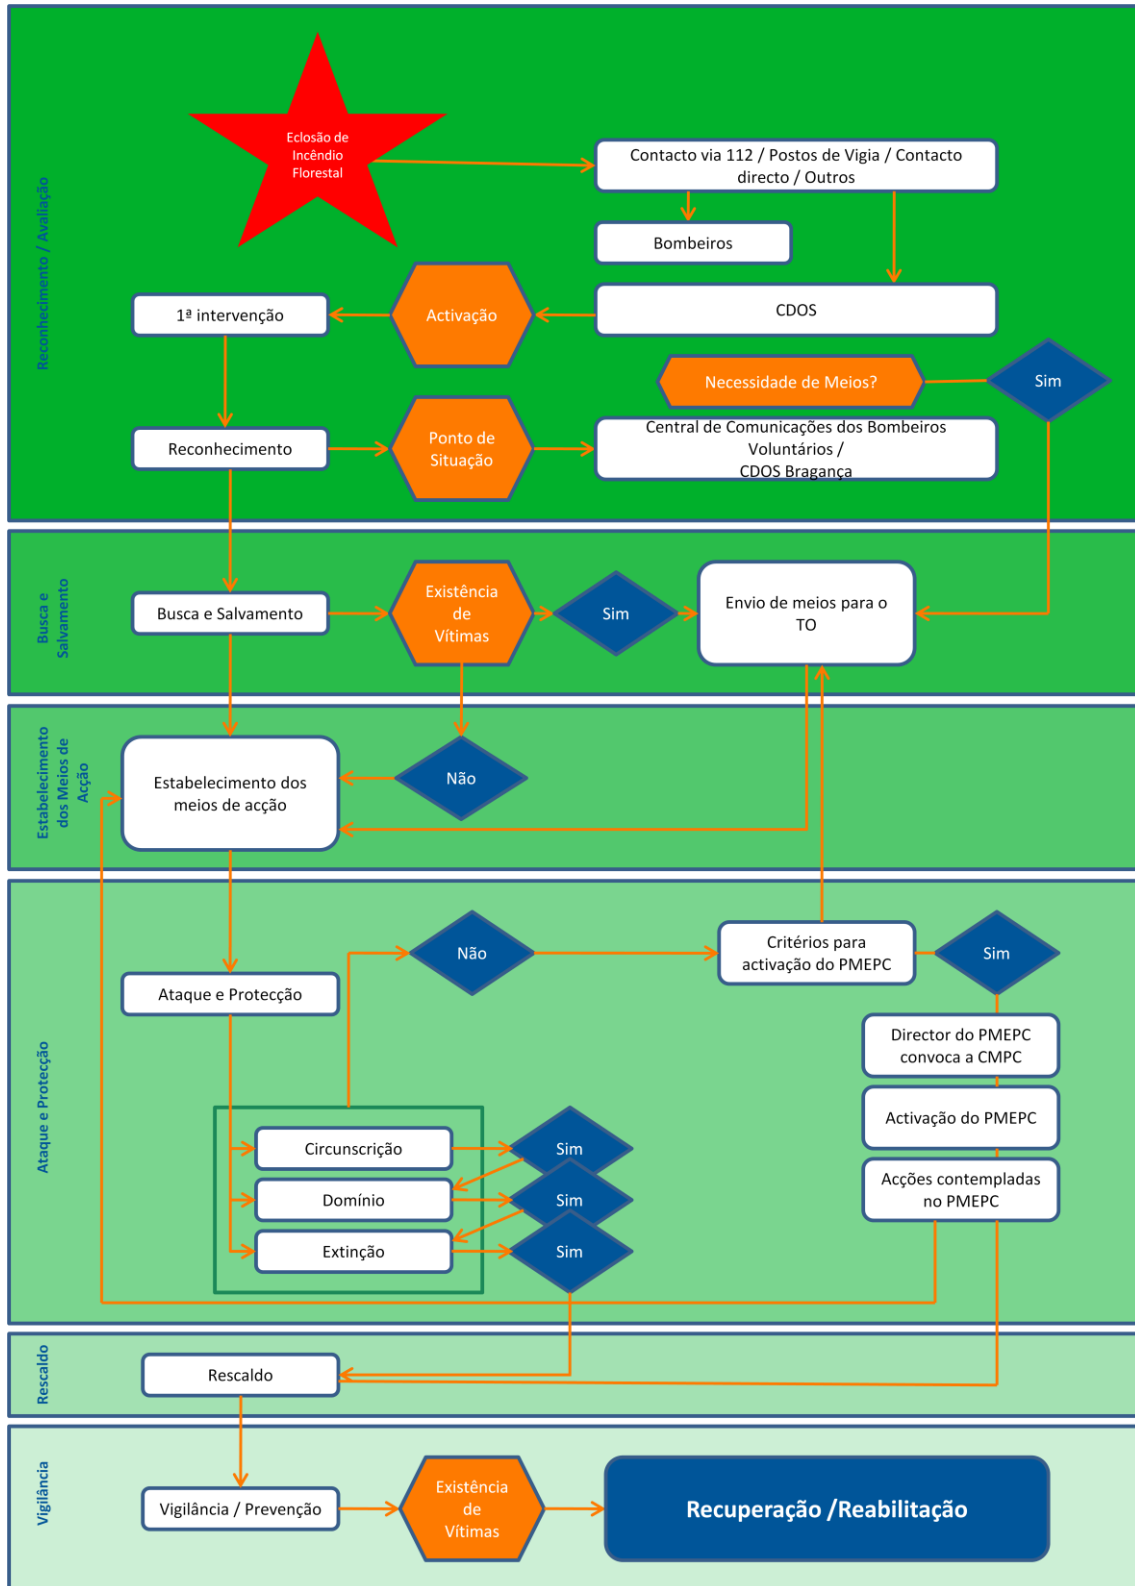 Reconhecimento / Avaliação
Eclosão de
Incêndio
Florestal
Contacto via 112 / Postos de Vigia / Contacto
directo / Outros
Bombeiros
1ª intervenção
Activação
CDOS
Necessidade de Meios?
Sim
Reconhecimento
Ponto de
Situação
Central de Comunicações dos Bombeiros
Voluntários /
CDOS Bragança
Busca e
Salvamento
Busca e Salvamento
Existência
de
Vítimas
Sim
Envio de meios para o
TO
Estabelecimento
dos Meios de
Acção
Estabelecimento dos
meios de acção
Não
Ataque e Protecção
Ataque e Protecção
Não
Critérios para
activação do PMEPC
Sim
Director do PMEPC
convoca a CMPC
Activação do PMEPC
Acções contempladas
no PMEPC
Circunscrição
Sim
Domínio
Sim
Extinção
Sim
Rescaldo
Rescaldo
Vigilância
Vigilância / Prevenção
Existência
de
Vítimas
Recuperação /Reabilitação